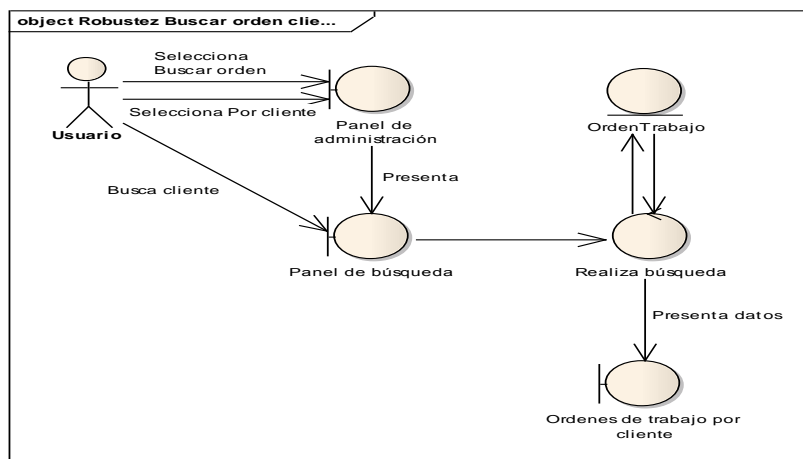 object Robustez Buscar orden clie...
Selecciona
Buscar orden
Selecciona Por cliente
Usuario
Panel de
administración
OrdenTrabajo
Presenta
Busca cliente
Panel de búsqueda
Realiza búsqueda
Presenta datos
Ordenes de trabajo por
cliente